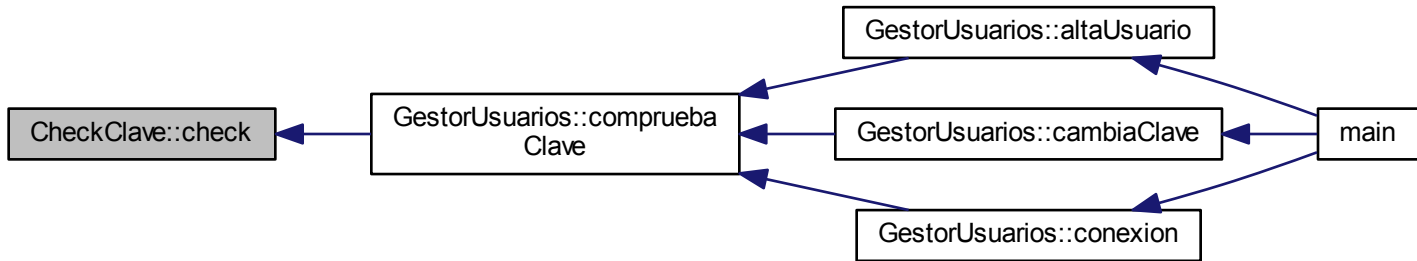 GestorUsuarios::altaUsuario
CheckClave::check
GestorUsuarios::comprueba
Clave
GestorUsuarios::cambiaClave
main
GestorUsuarios::conexion